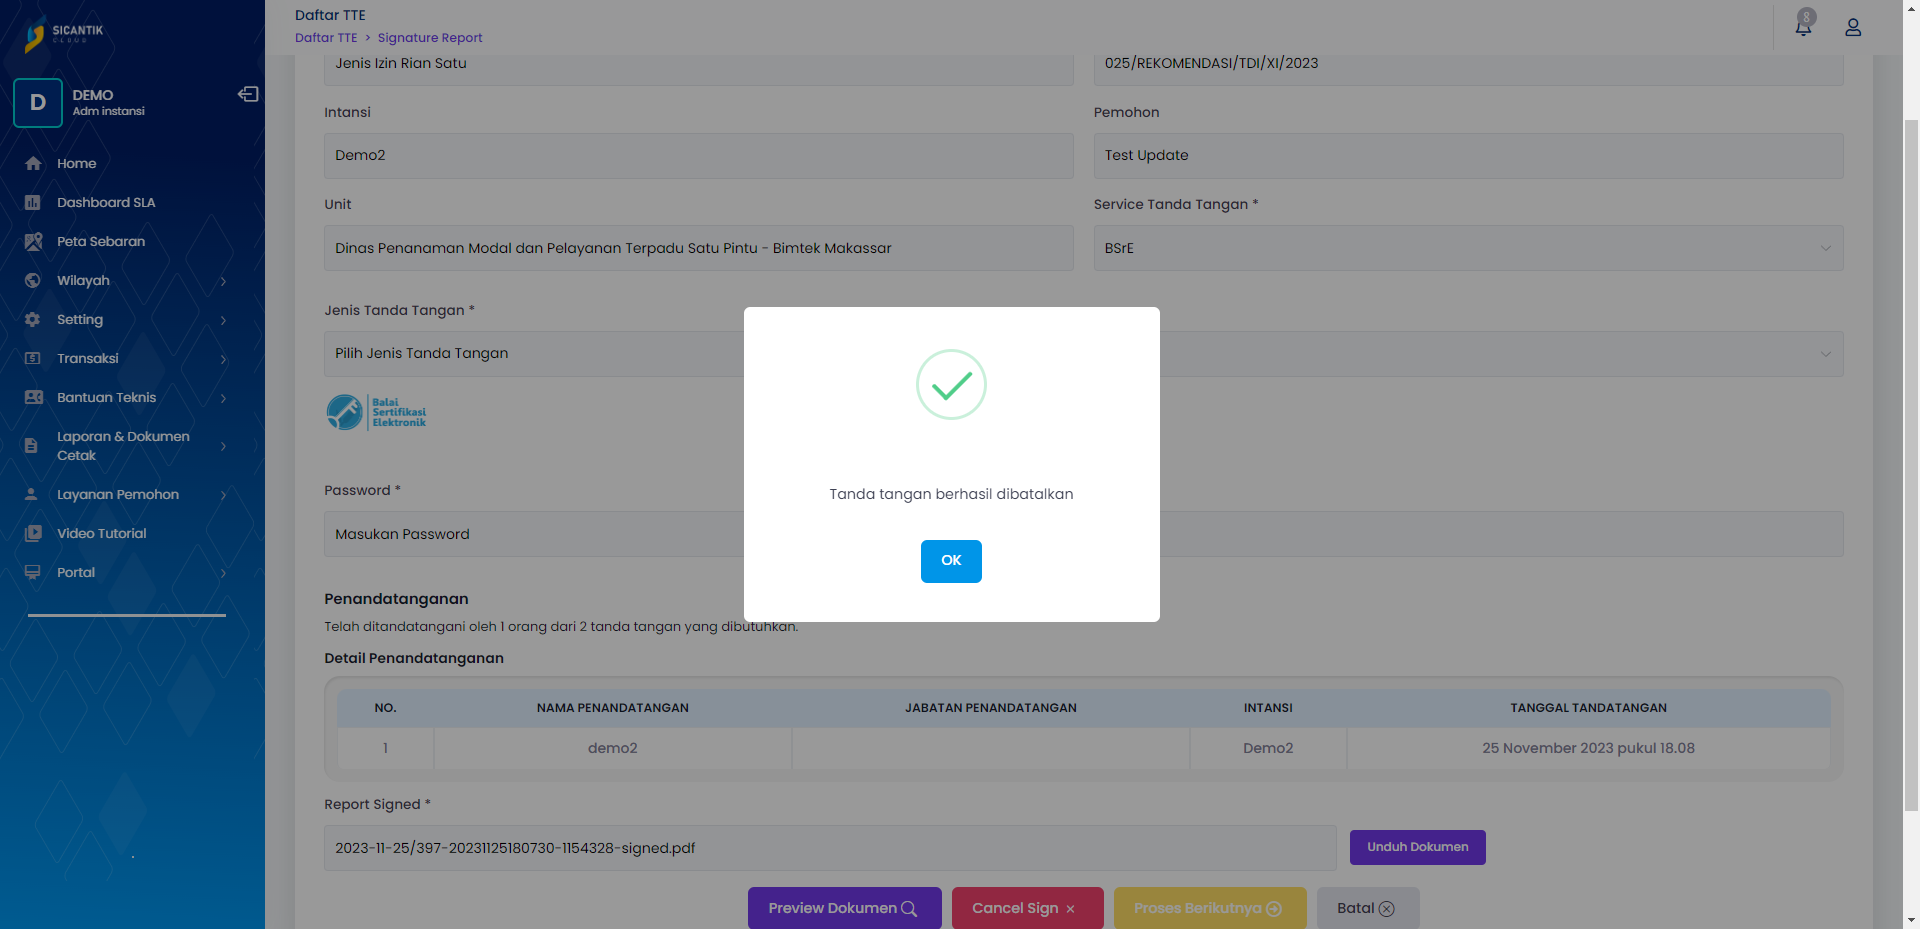 SICANTIK
CLOUD
D
DEMO
Adm instansi
Home
Dashboard SLA
Peta Sebaran
Wilayah
Setting
Transaksi
Bantuan Teknis
Laporan & Dokumen
Cetak
Layanan Pemohon
Video Tutorial
Portal
Daftar TTE
Daftar TTE > Signature Report
8
Jenis Izin Rian Satu
025/REKOMENDASI/TDI/XI/2023
Intansi
Pemohon
Demo2
Test Update
Unit
Service Tanda Tangan *
Dinas Penanaman Modal dan Pelayanan Terpadu Satu Pintu - Bimtek Makassar
BSrE
Jenis Tanda Tangan *
Pilih Jenis Tanda Tangan
Balai
Sertifikasi
Elektronik
Password *
Masukan Password
Tanda tangan berhasil dibatalkan
OK
Penandatanganan
Telah ditandatangani oleh 1 orang dari 2 tanda tangan yang dibutuhkan.
Detail Penandatanganan
NO. NAMA PENANDATANGAN JABATAN PENANDATANGAN INTANSI TANGGAL TANDATANGAN
1 demo2 Demo2 25 November 2023 pukul 18.08
Report Signed *
2023-11-25/397-20231125180730-1154328-signed.pdf
Unduh Dokumen
Preview Dokumen
Cancel Sign ×
Proses Berikutnya
Batal